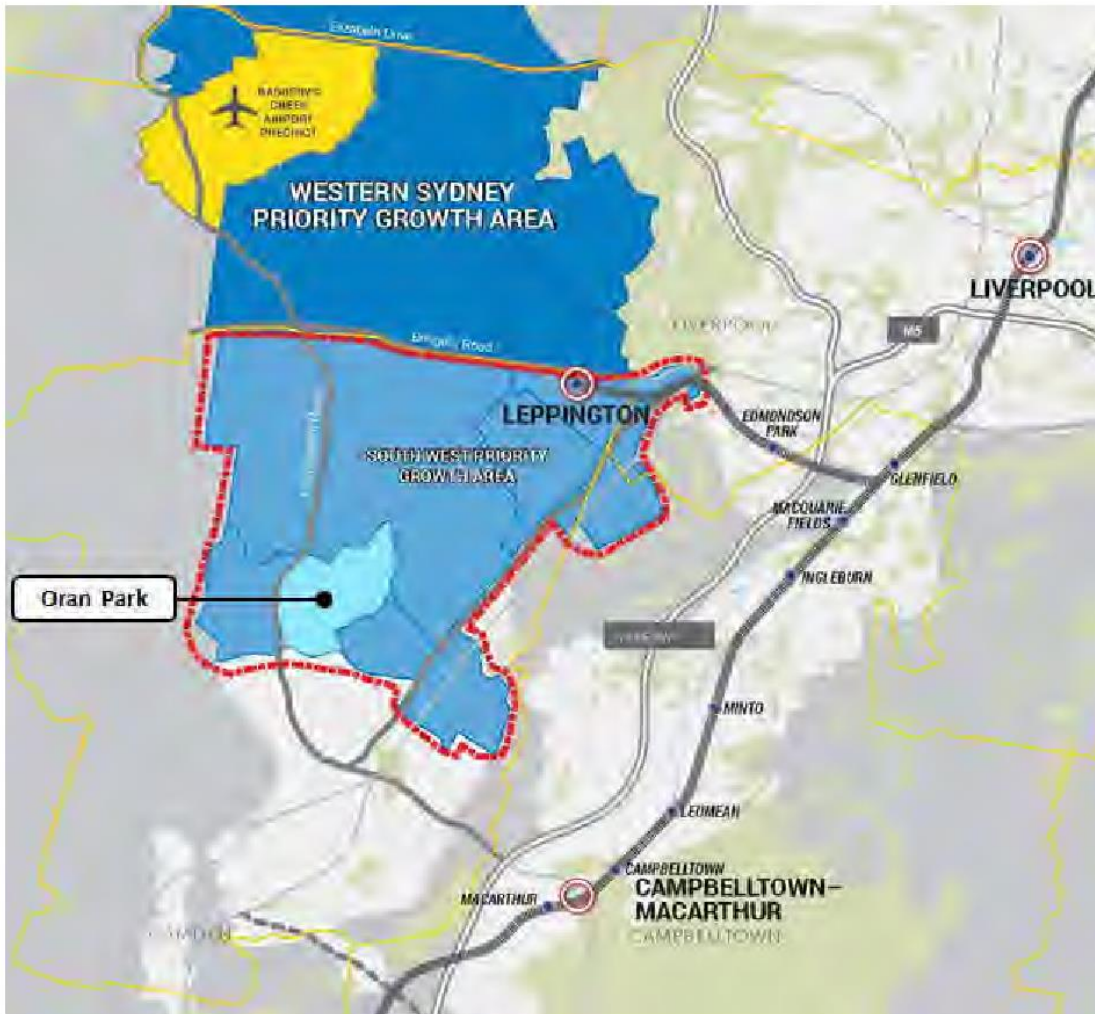 Elizabeth Drive
BADGERYS
CREEK
AIRPORT
PRECINCT
WESTERN SYDNEY
PRIORITY GROWTH AREA
LIVERPOOL
LIVERPOOL
M5
Bringelly Road
LEPPINGTON
EDMONDSON
PARK
SOUTH WEST PRIORITY
GROWTH AREA
GLENFIELD
MACQUARIE
FIELDS
INGLEBURN
Oran Park
MINTO
LEUMEAH
CAMPBELLTOWN
MACARTHUR
CAMPBELLTOWN–
MACARTHUR
CAMDEN
CAMPBELLTOWN